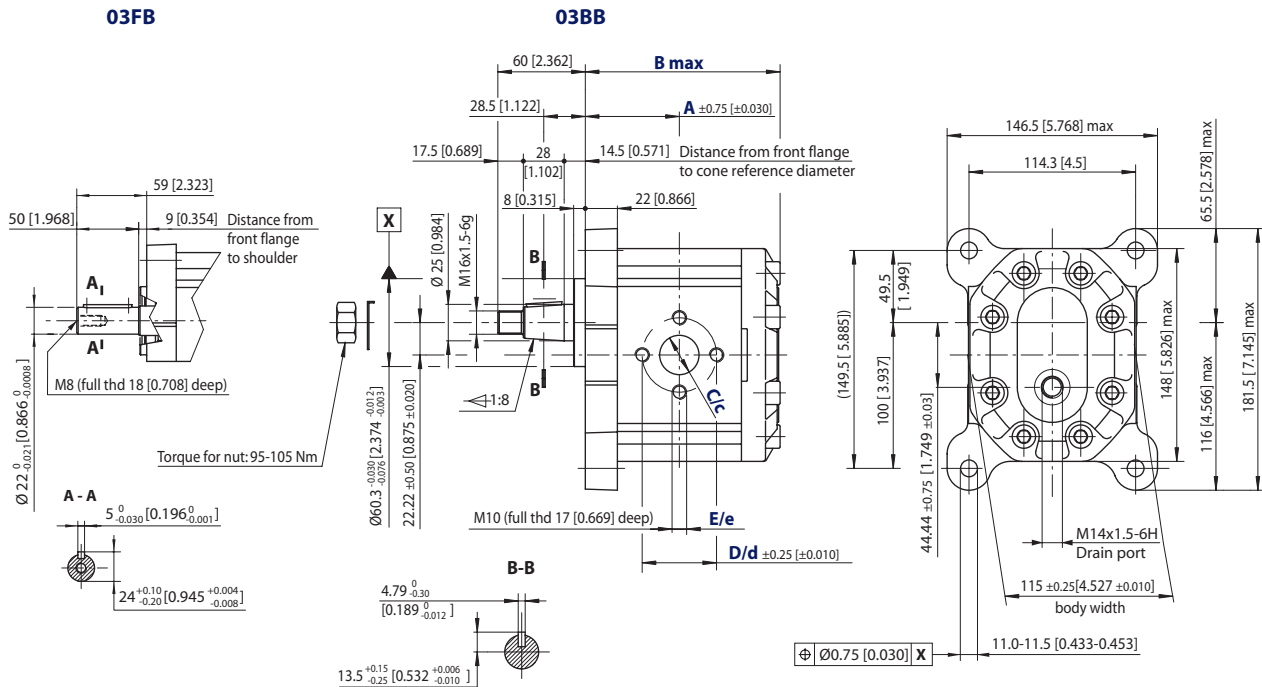 03FB
03BB
60 [2.362]
B max
28.5 [1.122]
A ±0.75 [±0.030]
17.5 [0.689]
28
[1.102]
14.5 [0.571]
Distance from front flange
to cone reference diameter
8 [0.315]
22 [0.866]
59 [2.323]
50 [1.968]
9 [0.354]
Distance from
front flange
to shoulder
X
Ø 25 [0.984]
M16x1.5-6g
B
B
A
A
M8 (full thd 18 [0.708] deep)
Ø 22 0 -0.021 [0.866 0 -0.0008]
1:8
C/c
Torque for nut: 95-105 Nm
Ø60.3 -0.030 -0.076 [2.374 -0.012 -0.003]
22.22 ±0.50 [0.875 ±0.020]
M10 (full thd 17 [0.669] deep)
E/e
D/d ±0.25 [±0.010]
A - A
5 0 -0.030 [0.196 0 -0.001]
24 +0.10 -0.20 [0.945 +0.004 -0.008]
B-B
4.79 0 -0.30
[0.189 0 -0.012 ]
13.5 +0.15 -0.25 [0.532 +0.006 -0.010 ]
146.5 [5.768] max
114.3 [4.5]
65.5 [2.578] max
49.5
[ 1.949]
(149.5 [ 5.885])
100 [ 3.937]
148 [ 5.826] max
116 [4.566] max
181.5 [ 7.145] max
44.44 ±0.75 [1.749 ±0.03]
M14x1.5-6H
Drain port
115 ±0.25[4.527 ±0.010]
body width
⌖ Ø0.75 [0.030] X
11.0-11.5 [0.433-0.453]